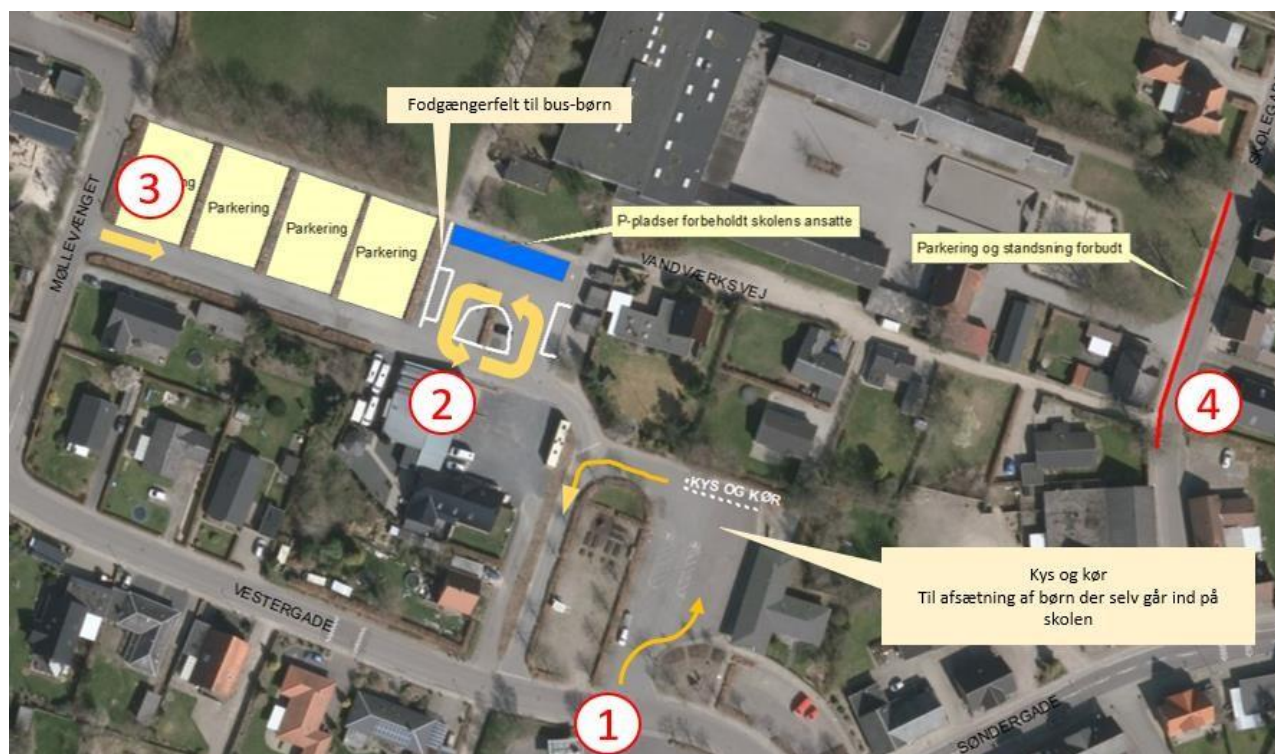 Fodgængerfelt til bus-børn
SKOLEGA
3
ng
Parkering
Parkering
Parkering
P-pladser forbeholdt skolens ansatte
Parkering og standsning forbudt
MØLLEVÆNGET
VANDVÆRKSVEJ
2
4
KYS OG KØR
Kys og kør
Til afsætning af børn der selv går ind på
skolen
VESTERGADE
1
SØNDERGADE